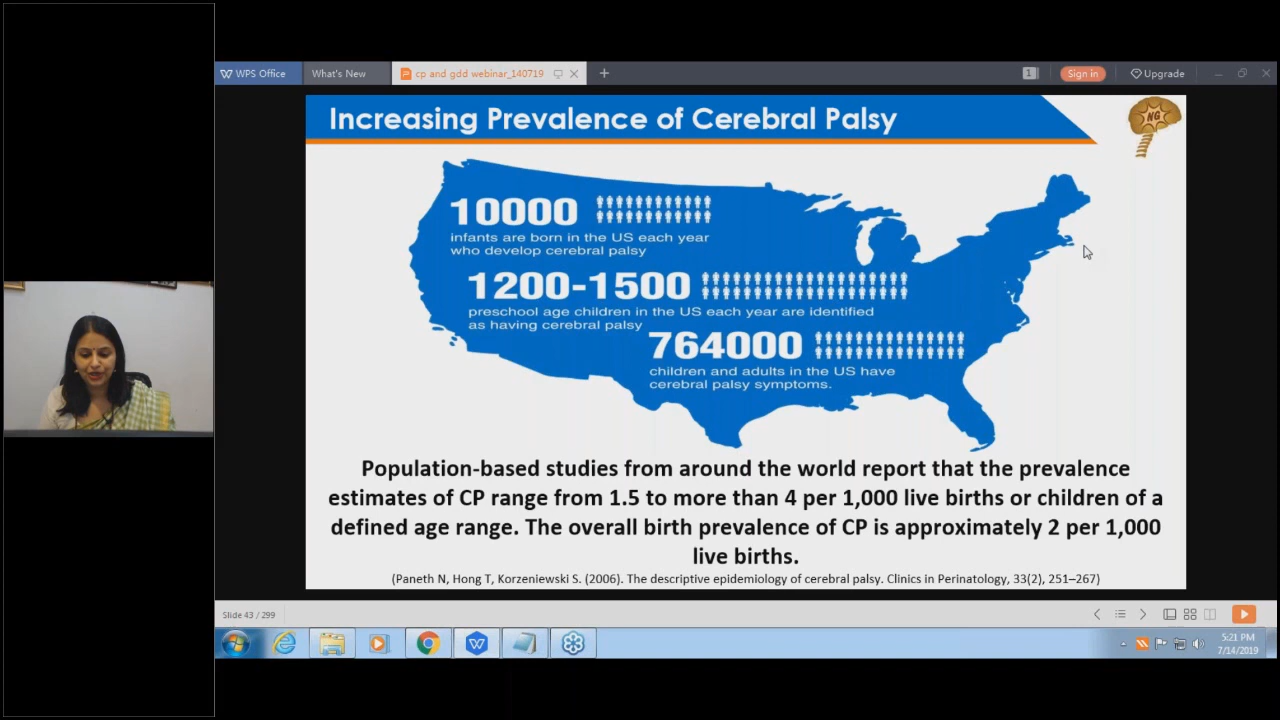 WPS Office
What's New
cp and gdd webinar_140719
1
Sign in
Upgrade
Increasing Prevalence of Cerebral Palsy
NG
10000
infants are born in the US each year
who develop cerebral palsy
1200-1500
preschool age children in the US each year are identified
as having cerebral palsy
764000
children and adults in the US have
cerebral palsy symptoms.
Population-based studies from around the world report that the prevalence
estimates of CP range from 1.5 to more than 4 per 1,000 live births or children of a
defined age range. The overall birth prevalence of CP is approximately 2 per 1,000
live births.
(Paneth N, Hong T, Korzeniewski S. (2006). The descriptive epidemiology of cerebral palsy. Clinics in Perinatology, 33(2), 251–267)
Slide 43 / 299
5:21 PM
7/14/2019